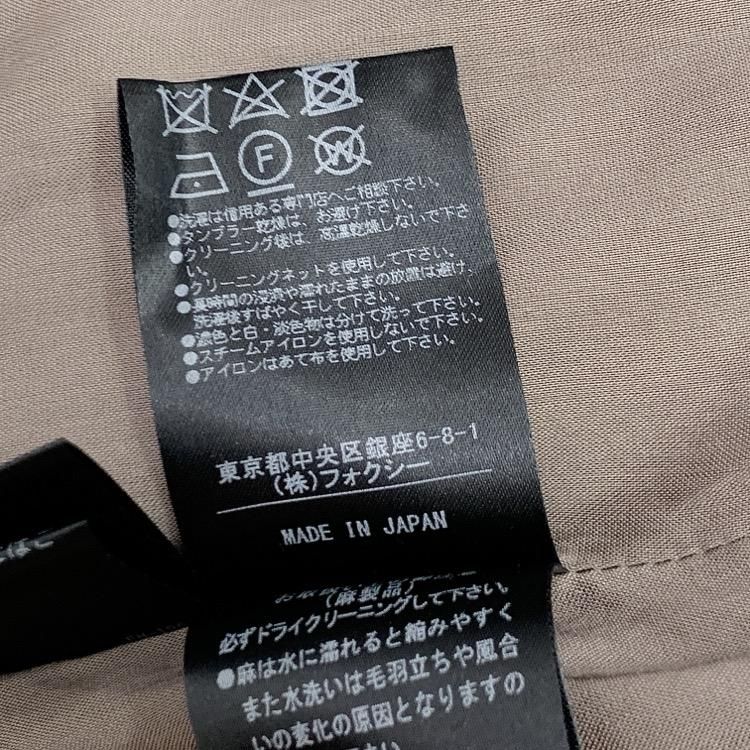 F
W
●洗濯は信用ある専門店へご相談下さい。
●タンブラー乾燥は、お避け下さい。
●クリーニング後は、高温乾燥しないで下さ
い。
●クリーニングネットを使用して下さい。
●長時間の浸漬や濡れたままの放置は避け、
洗濯後すばやく干して下さい。
●濃色と白・淡色物は分けて洗って下さい。
●スチームアイロンを使用しないで下さい。
●アイロンはあて布を使用して下さい。
東京都中央区銀座6-8-1
(株)フォクシー
MADE IN JAPAN
(麻製品)
必ずドライクリーニングして下さい。
●麻は水に濡れると縮みやすく
また水洗いは毛羽立ちや風合
いの変化の原因となりますの